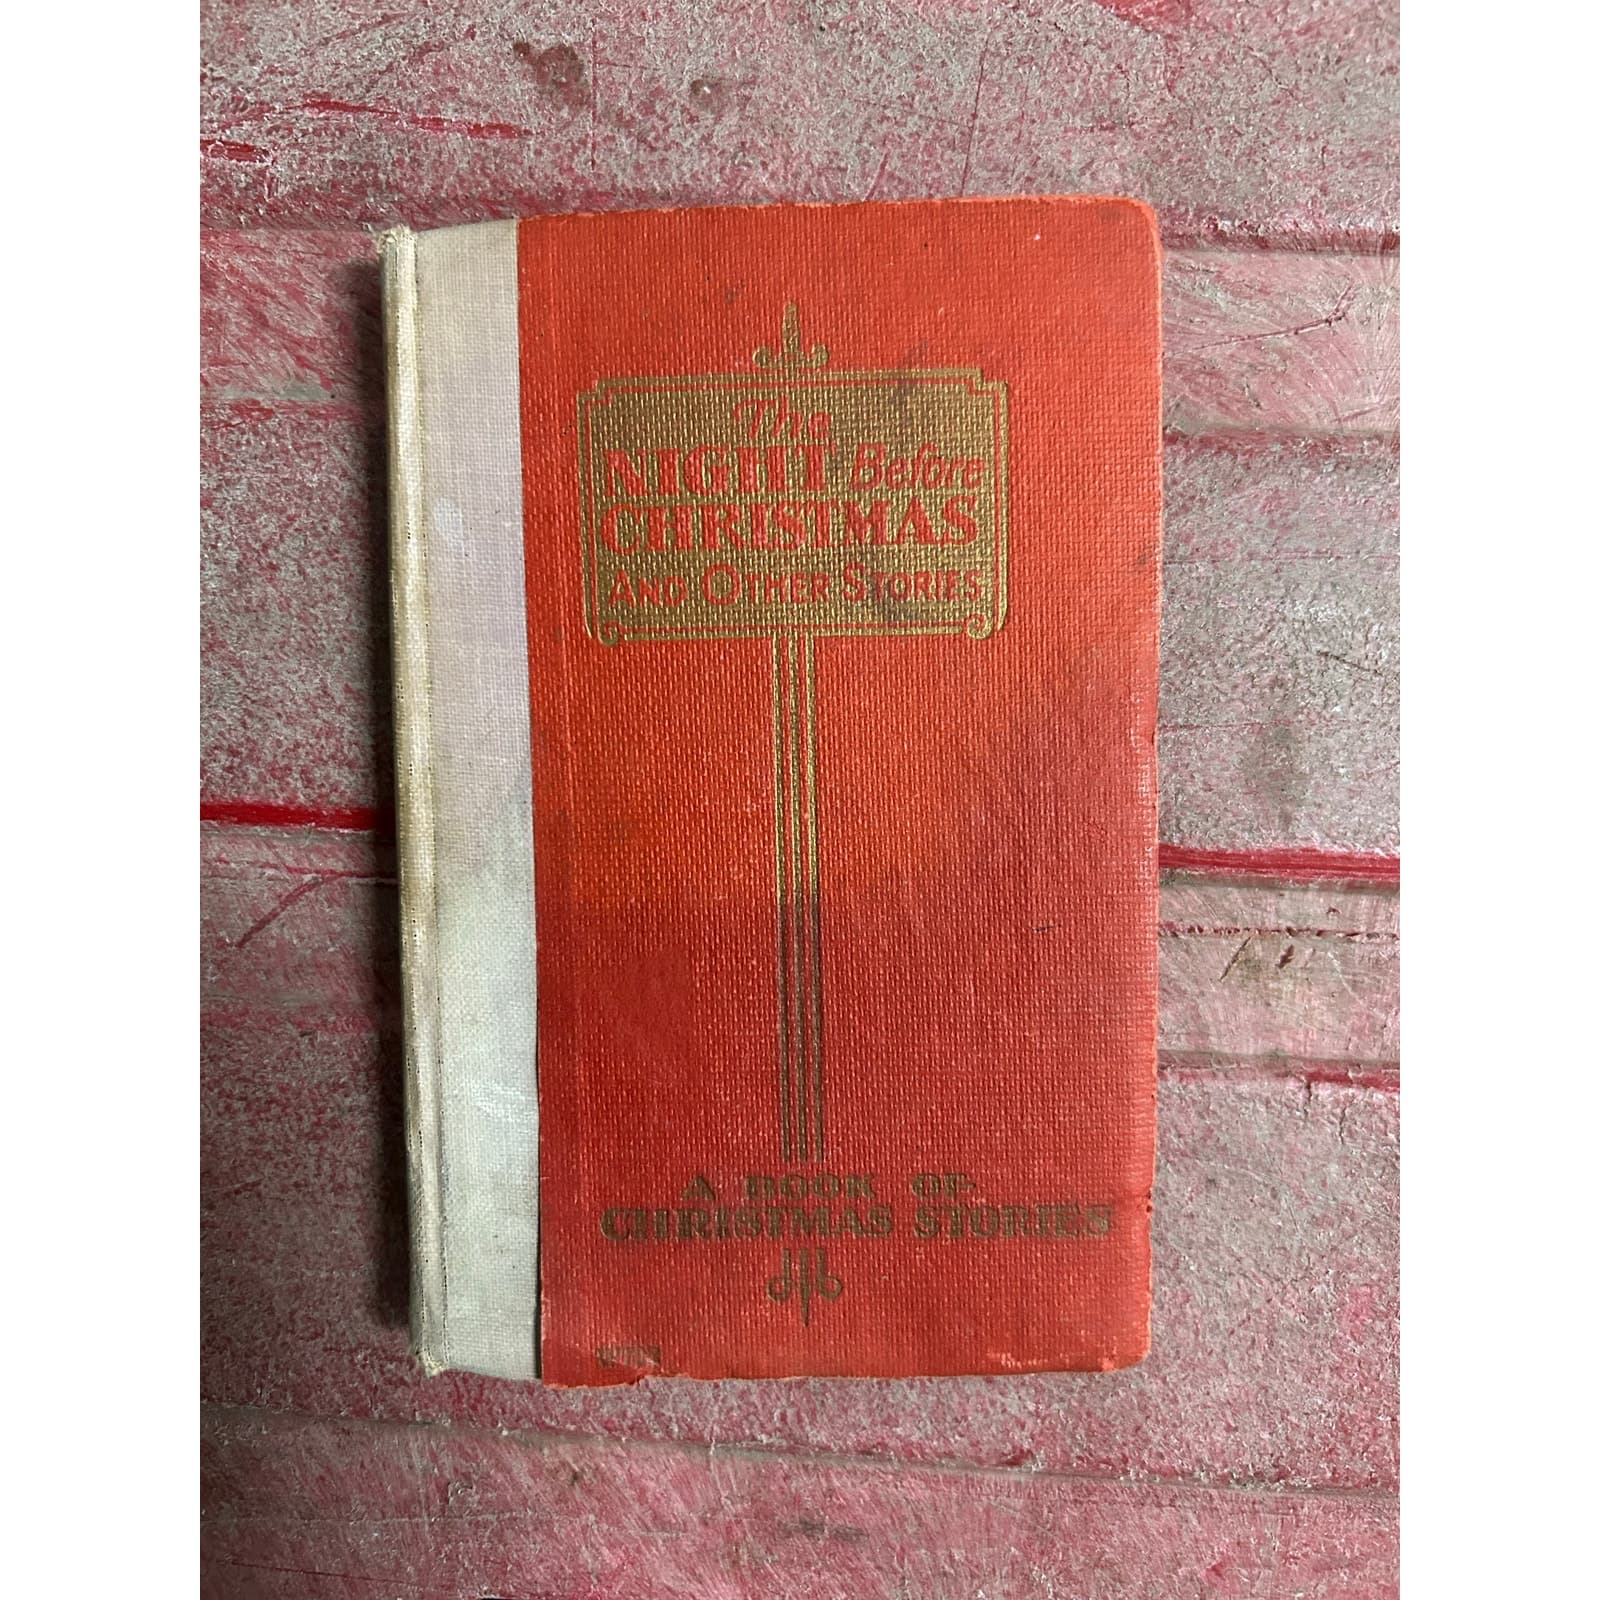 The
NIGHT Before
CHRISTMAS
AND OTHER STORIES
A BOOK OF
CHRISTMAS STORIES